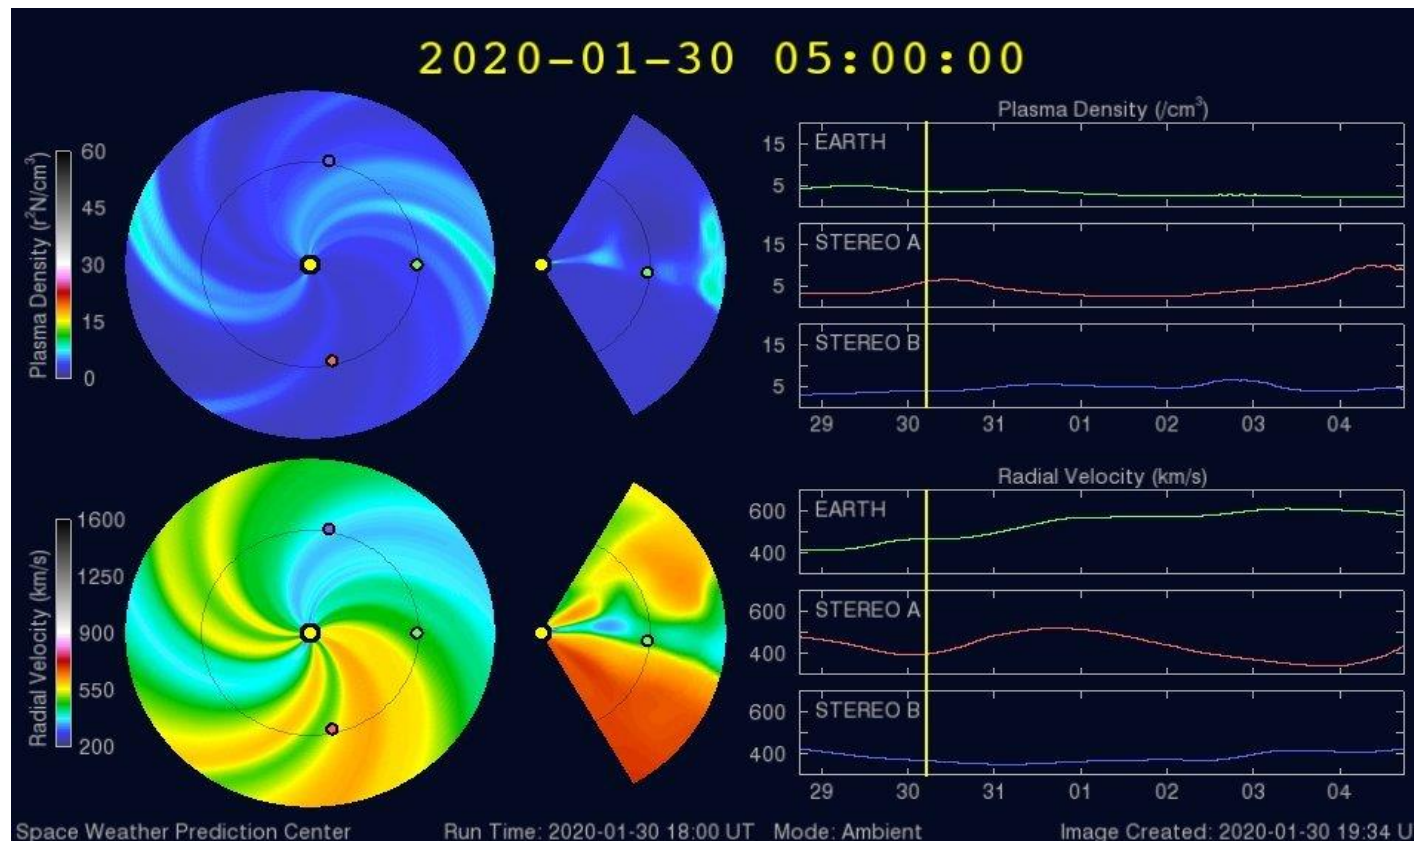 2020-01-30 05:00:00
Plasma Density (r²N/cm³)
60
45
30
15
0
Plasma Density (/cm³)
15
5
EARTH
15
5
STEREO A
15
5
STEREO B
29 30 31 01 02 03 04
Radial Velocity (km/s)
1600
1250
900
550
200
Radial Velocity (km/s)
600
400
EARTH
600
400
STEREO A
600
400
STEREO B
29 30 31 01 02 03 04
Space Weather Prediction Center Run Time: 2020-01-30 18:00 UT Mode: Ambient Image Created: 2020-01-30 19:34 U